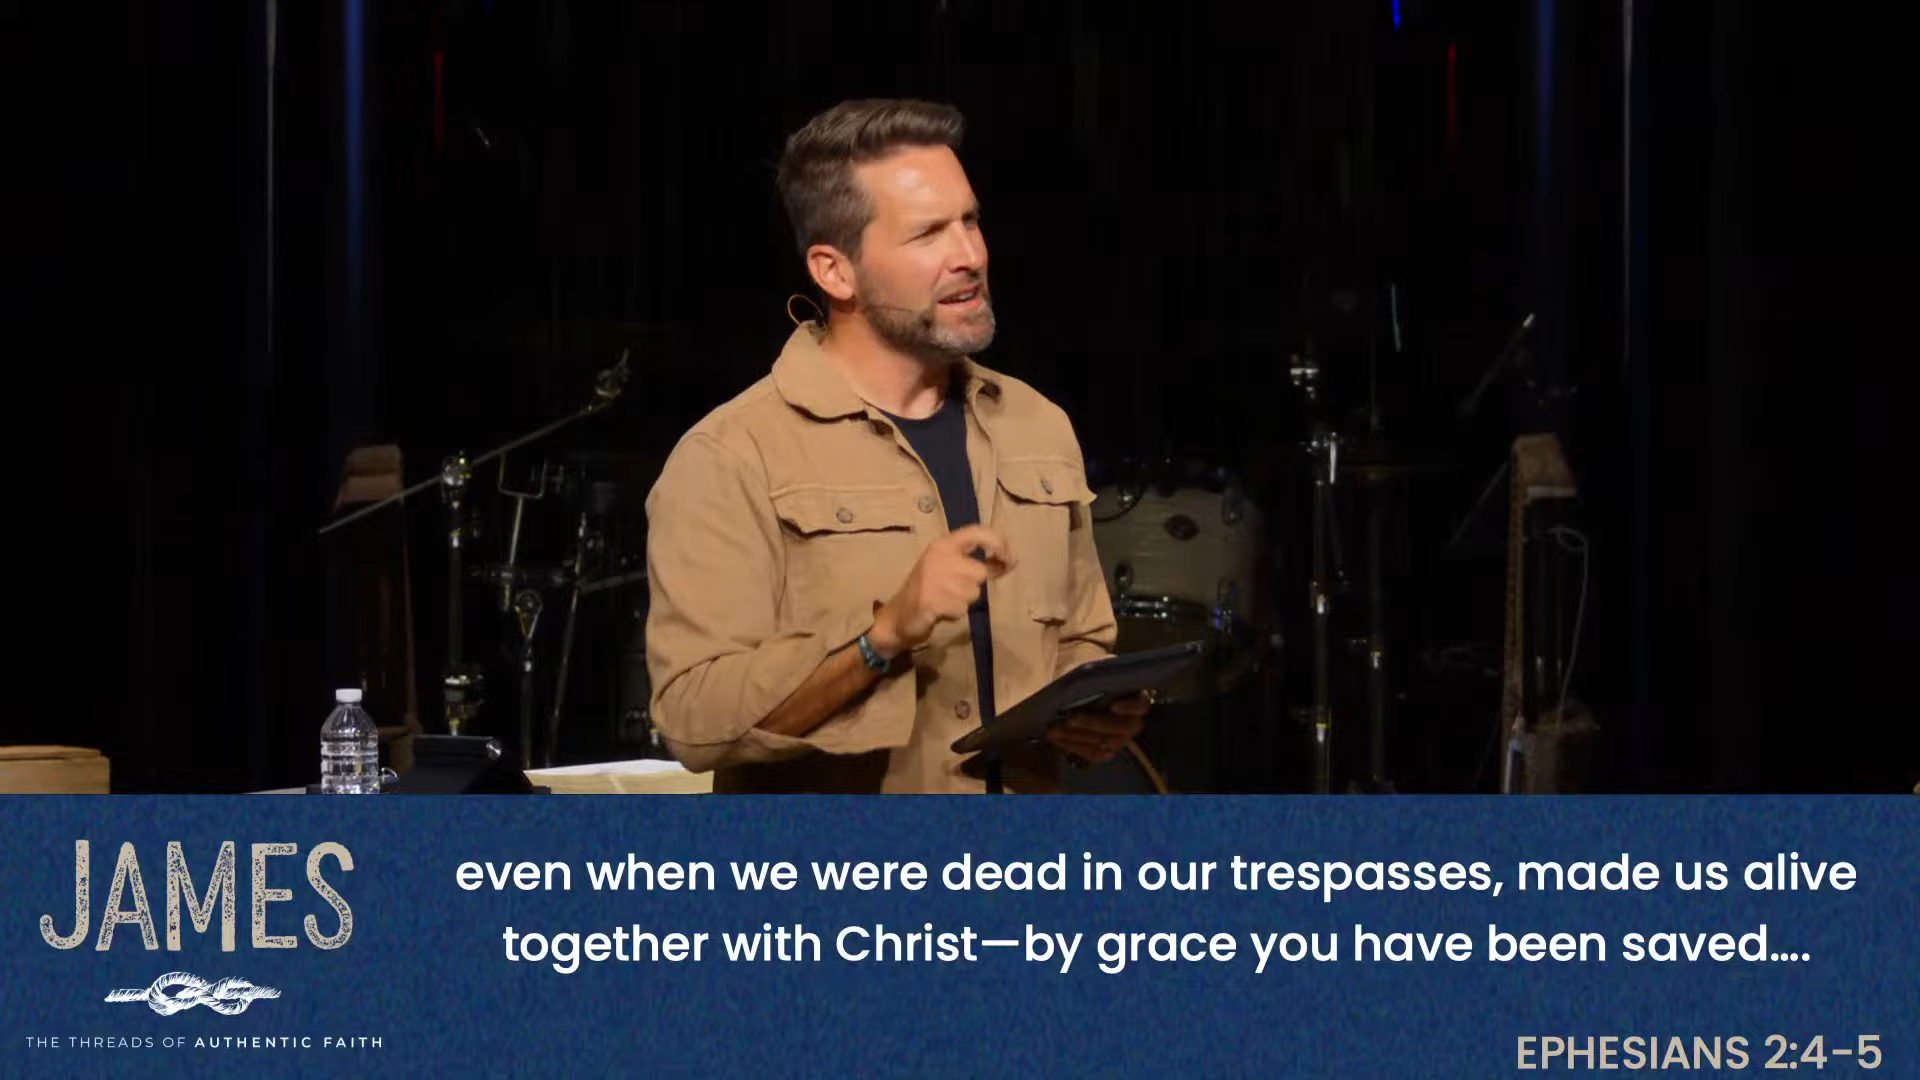 JAMES
THE THREADS OF AUTHENTIC FAITH
even when we were dead in our trespasses, made us alive
together with Christ—by grace you have been saved....
EPHESIANS 2:4–5